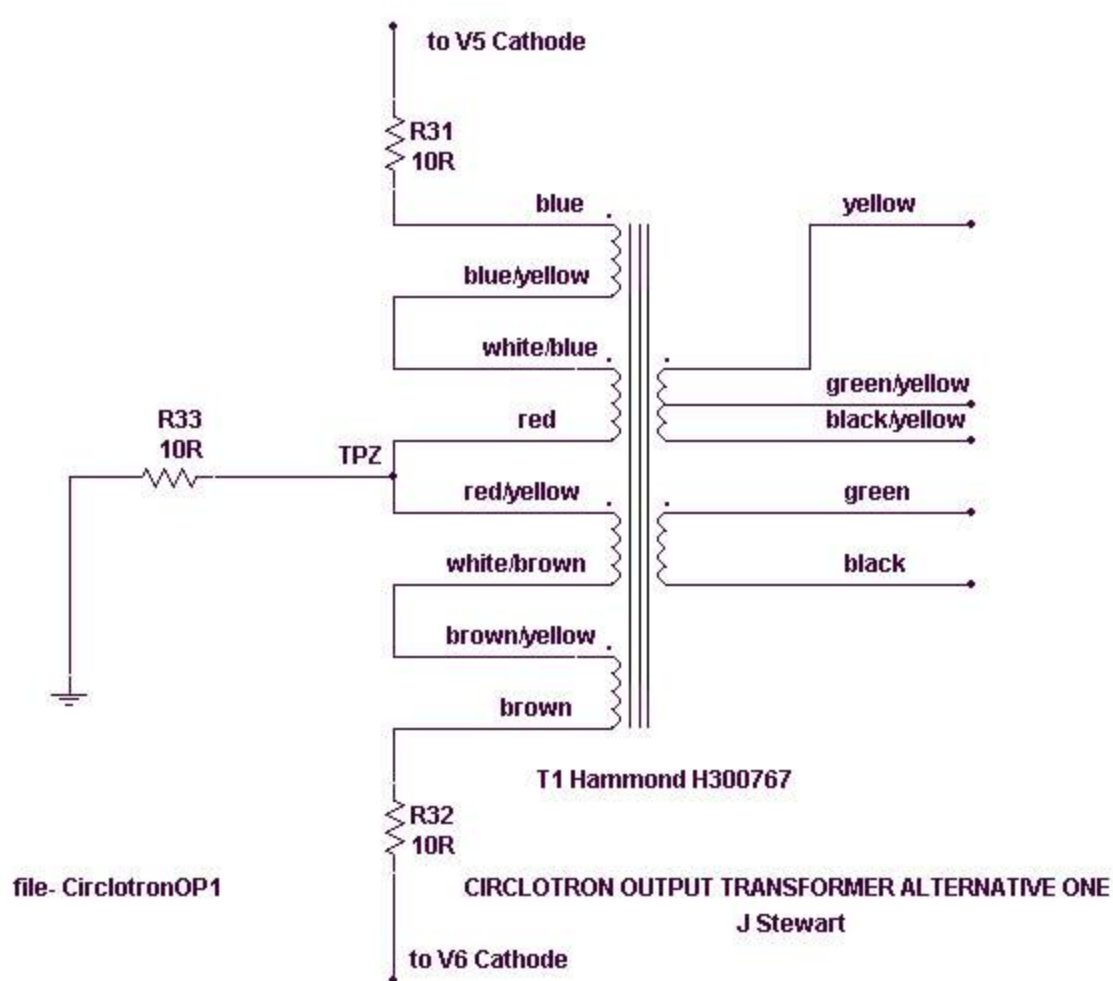 to V5 Cathode
R31
10R
blue
yellow
blue/yellow
white/blue
green/yellow
R33
10R
red
black/yellow
TPZ
red/yellow
green
white/brown
black
brown/yellow
brown
T1 Hammond H300767
R32
10R
file- CirclotronOP1
CIRCLOTRON OUTPUT TRANSFORMER ALTERNATIVE ONE
J Stewart
to V6 Cathode